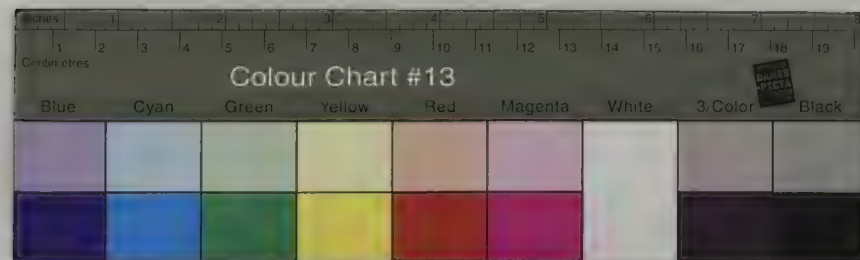 Inches 1 2 3 4 5 6 7
1 2 3 4 5 6 7 8 9 10 11 12 13 14 15 16 17 18 19
Centimetres
Colour Chart #13
DANES
PICTA
Blue Cyan Green Yellow Red Magenta White 3/Color Black